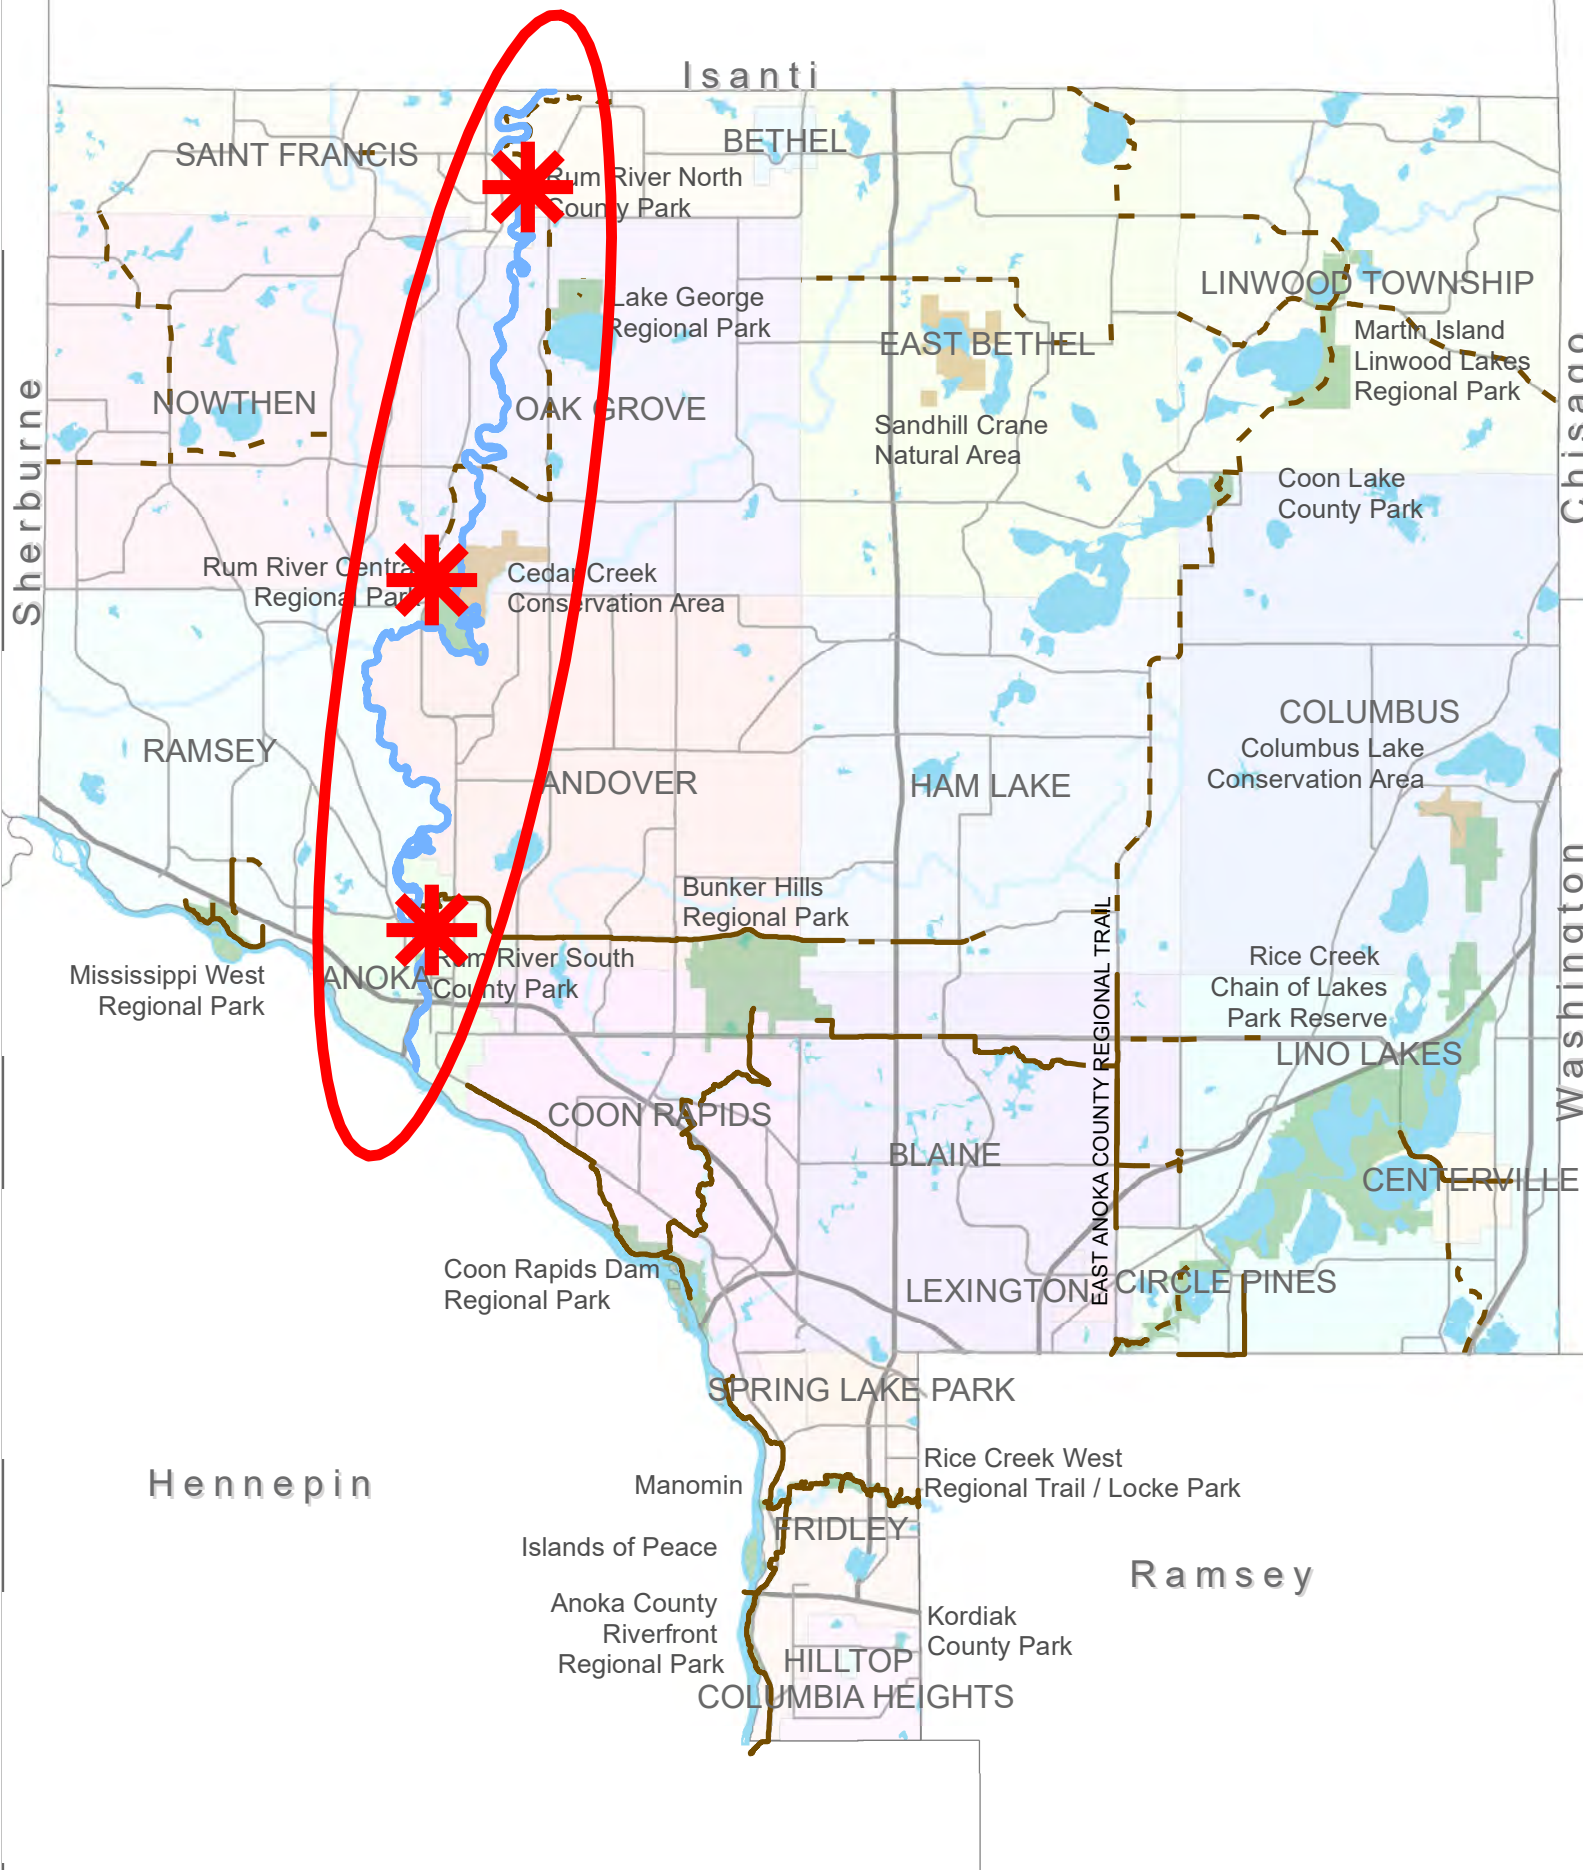 Isanti
SAINT FRANCIS
BETHEL
Rum River North
County Park
LINWOOD TOWNSHIP
Lake George
Regional Park
EAST BETHEL
Martin Island
Linwood Lakes
Regional Park
Sherburne
NOWTHEN
OAK GROVE
Sandhill Crane
Natural Area
Chisago
Coon Lake
County Park
Rum River Central
Regional Park
Cedar Creek
Conservation Area
COLUMBUS
Columbus Lake
Conservation Area
RAMSEY
ANDOVER
HAM LAKE
Bunker Hills
Regional Park
Washington
EAST ANOKA COUNTY REGIONAL TRAIL
Mississippi West
Regional Park
ANOKA
Rum River South
County Park
Rice Creek
Chain of Lakes
Park Reserve
LINO LAKES
COON RAPIDS
BLAINE
CENTERVILLE
Coon Rapids Dam
Regional Park
LEXINGTON
CIRCLE PINES
SPRING LAKE PARK
Hennepin
Manomin
Rice Creek West
Regional Trail / Locke Park
FRIDLEY
Islands of Peace
Ramsey
Anoka County
Riverfront
Regional Park
Kordiak
County Park
HILLTOP
COLUMBIA HEIGHTS